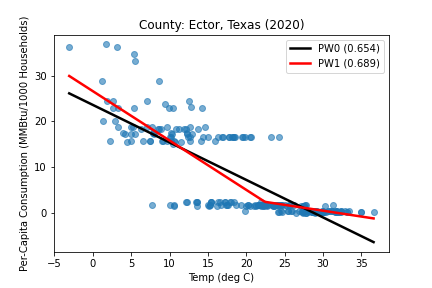 County: Ector, Texas (2020)
PW0 (0.654)
PW1 (0.689)
Per-Capita Consumption (MMBtu/1000 Households)
30
20
10
0
−5 0 5 10 15 20 25 30 35
Temp (deg C)